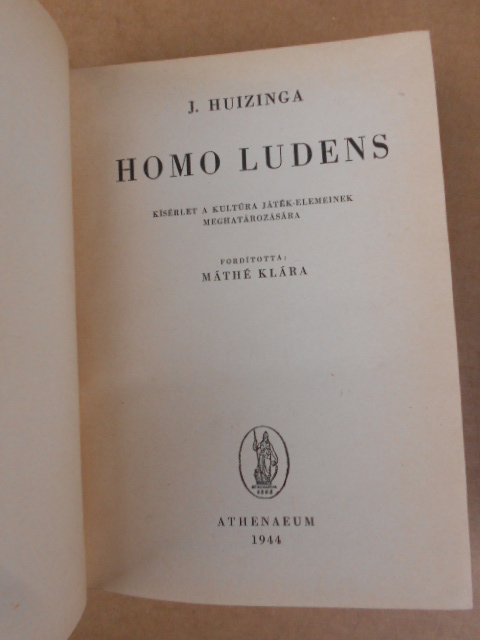 J. HUIZINGA
HOMO LUDENS
KÍSÉRLET A KULTÚRA JÁTÉK-ELEMEINEK
MEGHATÁROZÁSÁRA
FORDÍTOTTA:
MÁTHÉ KLÁRA
ATHENAEUM
1944